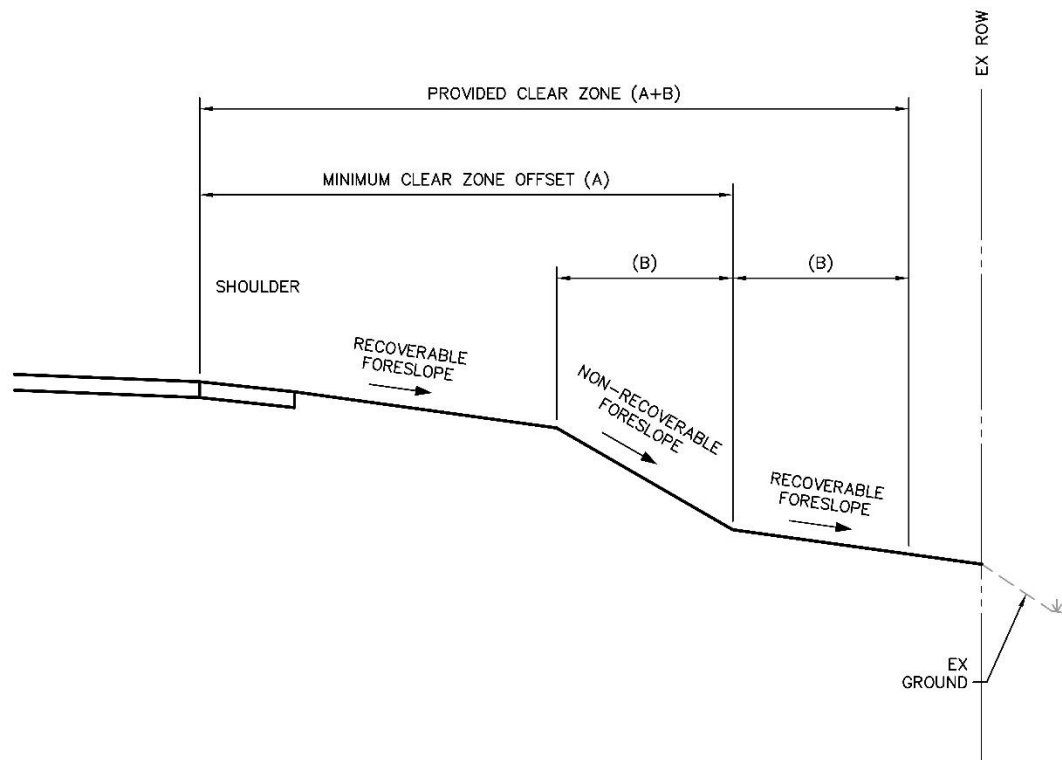 EX ROW
PROVIDED CLEAR ZONE (A+B)
MINIMUM CLEAR ZONE OFFSET (A)
(B)
(B)
SHOULDER
RECOVERABLE
FORESLOPE
NON-RECOVERABLE
FORESLOPE
RECOVERABLE
FORESLOPE
EX
GROUND